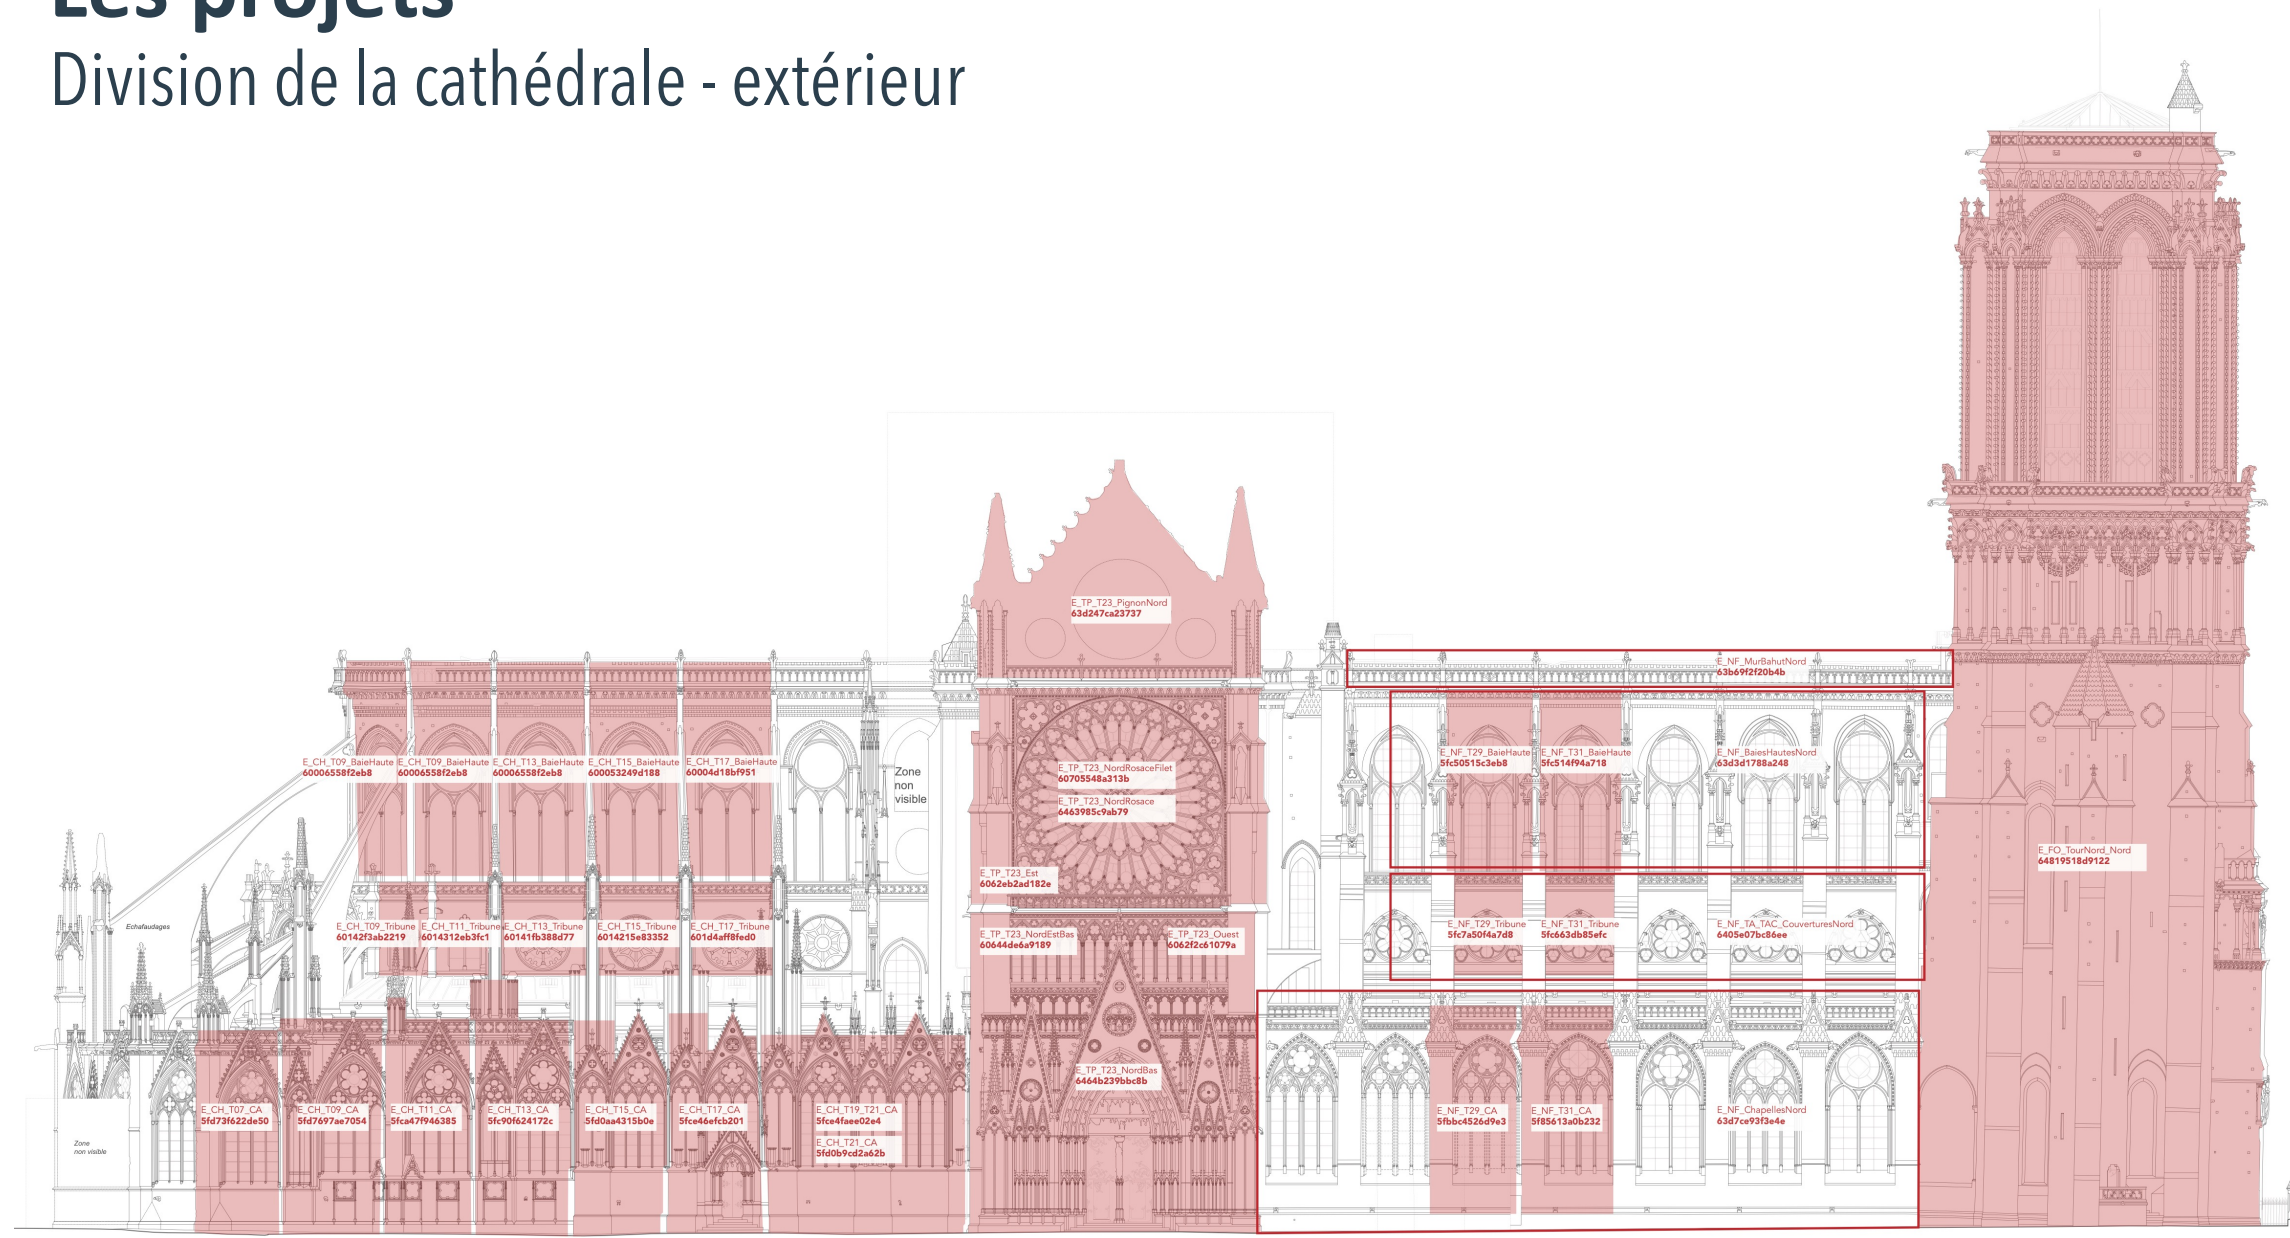 Les projets
Division de la cathédrale - extérieur
E_TP_T23_PignonNord
63d247ca23737
E_NF_MurBahutNord
63b69f2f20b4b
E_CH_T09_BaieHaute
60006558f2eb8
E_CH_T09_BaieHaute
60006558f2eb8
E_CH_T13_BaieHaute
60006558f2eb8
E_CH_T15_BaieHaute
600053249d188
E_CH_T17_BaieHaute
60004d18bf951
Zone
non
visible
E_TP_T23_NordRosaceFilet
60705548a313b
E_TP_T23_NordRosace
6463985c9ab79
E_NF_T29_BaieHaute
5fc50515c3eb8
E_NF_T31_BaieHaute
5fc514f94a718
E_NF_BaiesHautesNord
63d3d1788a248
E_FO_TourNord_Nord
64819518d9122
E_TP_T23_Est
6062eb2ad182e
Echafaudages
E_CH_T09_Tribune
60142f3ab2219
E_CH_T11_Tribune
6014312eb3fc1
E_CH_T13_Tribune
60141fb388d77
E_CH_T15_Tribune
6014215e83352
E_CH_T17_Tribune
601d4aff8fed0
E_TP_T23_NordEstBas
60644de6a9189
E_TP_T23_Ouest
6062f2c61079a
E_NF_T29_Tribune
5fc7a50f4a7d8
E_NF_T31_Tribune
5fc663db85efc
E_NF_TA_TAC_CouverturesNord
6405e07bc86ee
E_TP_T23_NordBas
6464b239bbc8b
E_CH_T07_CA
5fd73f622de50
E_CH_T09_CA
5fd7697ae7054
E_CH_T11_CA
5fca47f946385
E_CH_T13_CA
5fc90f624172c
E_CH_T15_CA
5fd0aa4315b0e
E_CH_T17_CA
5fce46efcb201
E_CH_T19_T21_CA
5fce4faee02e4
E_CH_T21_CA
5fd0b9cd2a62b
E_NF_T29_CA
5fbbc4526d9e3
E_NF_T31_CA
5f85613a0b232
E_NF_ChapellesNord
63d7ce93f3e4e
Zone
non visible